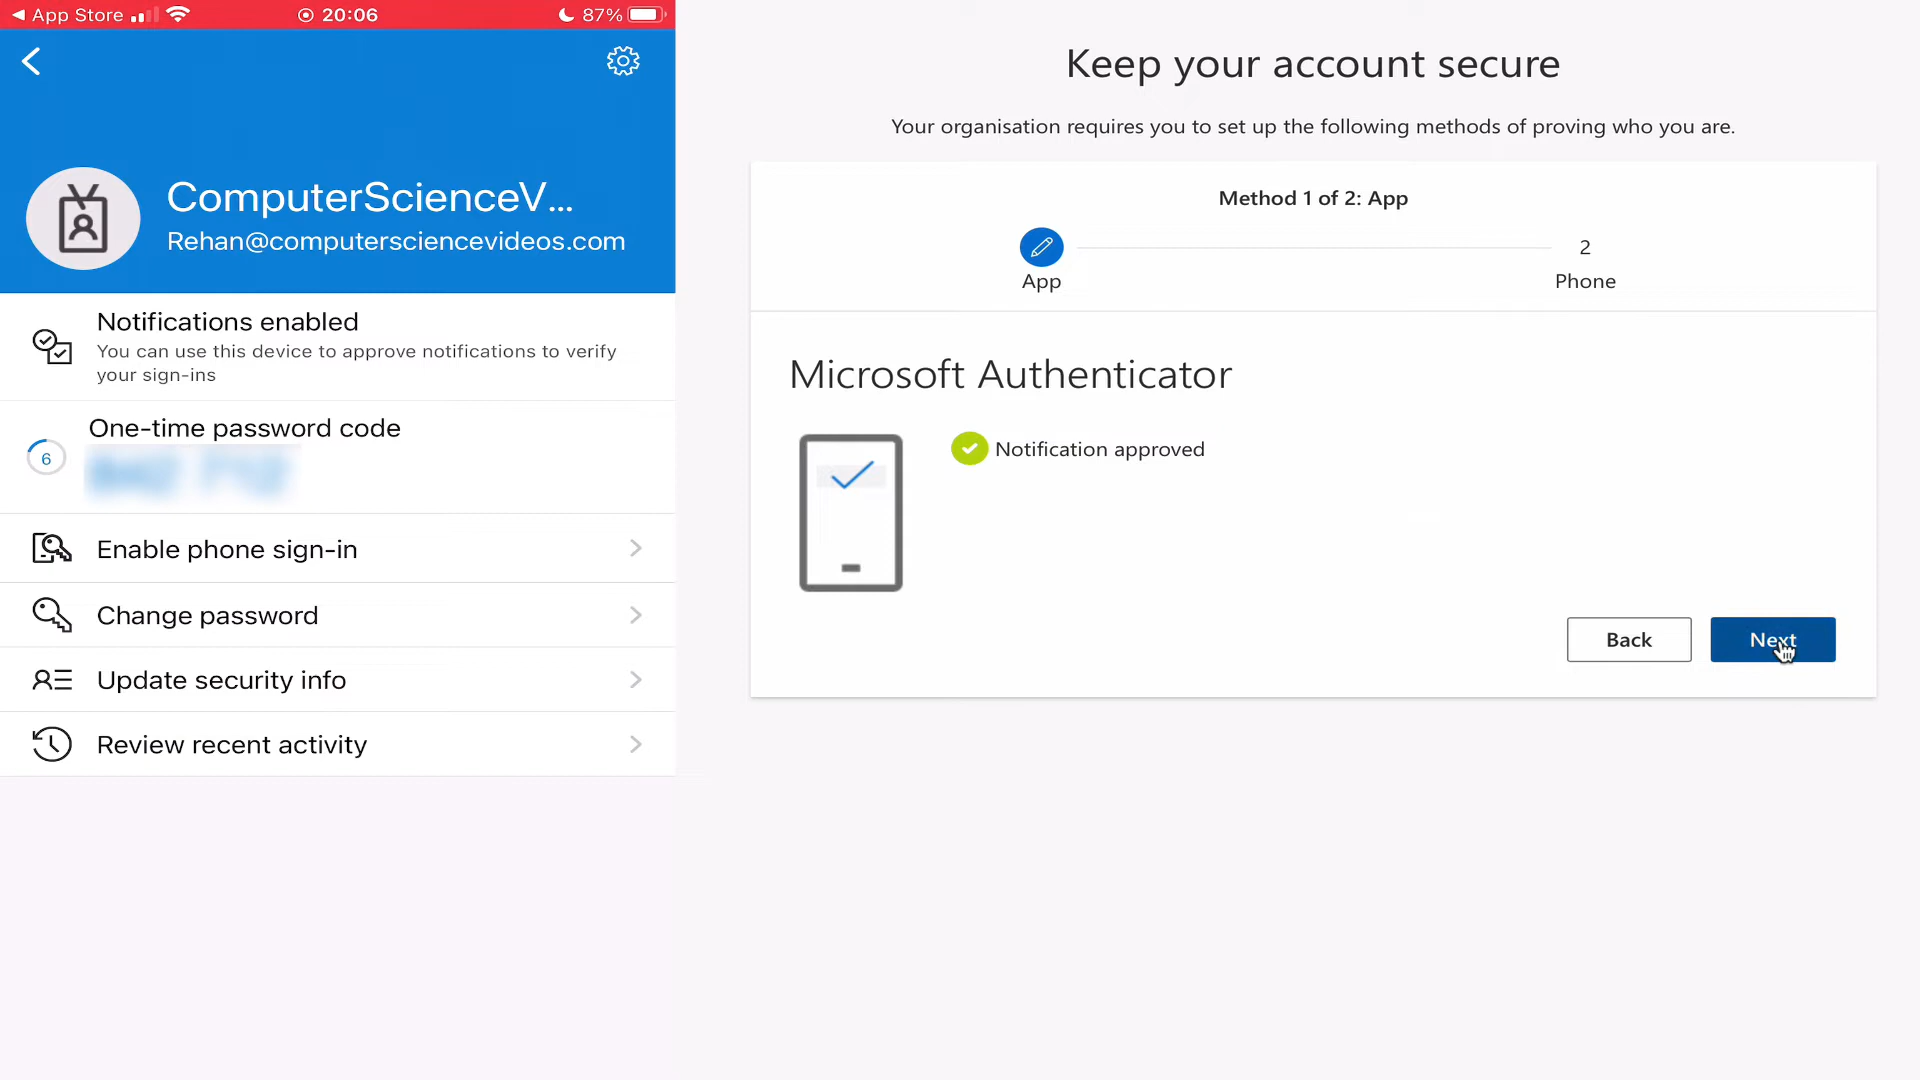 App Store
20:06
87%
ComputerScienceV...
Rehan@computersciencevideos.com
Notifications enabled
You can use this device to approve notifications to verify
your sign-ins
One-time password code
6
Enable phone sign-in
Change password
Update security info
Review recent activity
Keep your account secure
Your organisation requires you to set up the following methods of proving who you are.
Method 1 of 2: App
2
App
Phone
Microsoft Authenticator
Notification approved
Back
Next